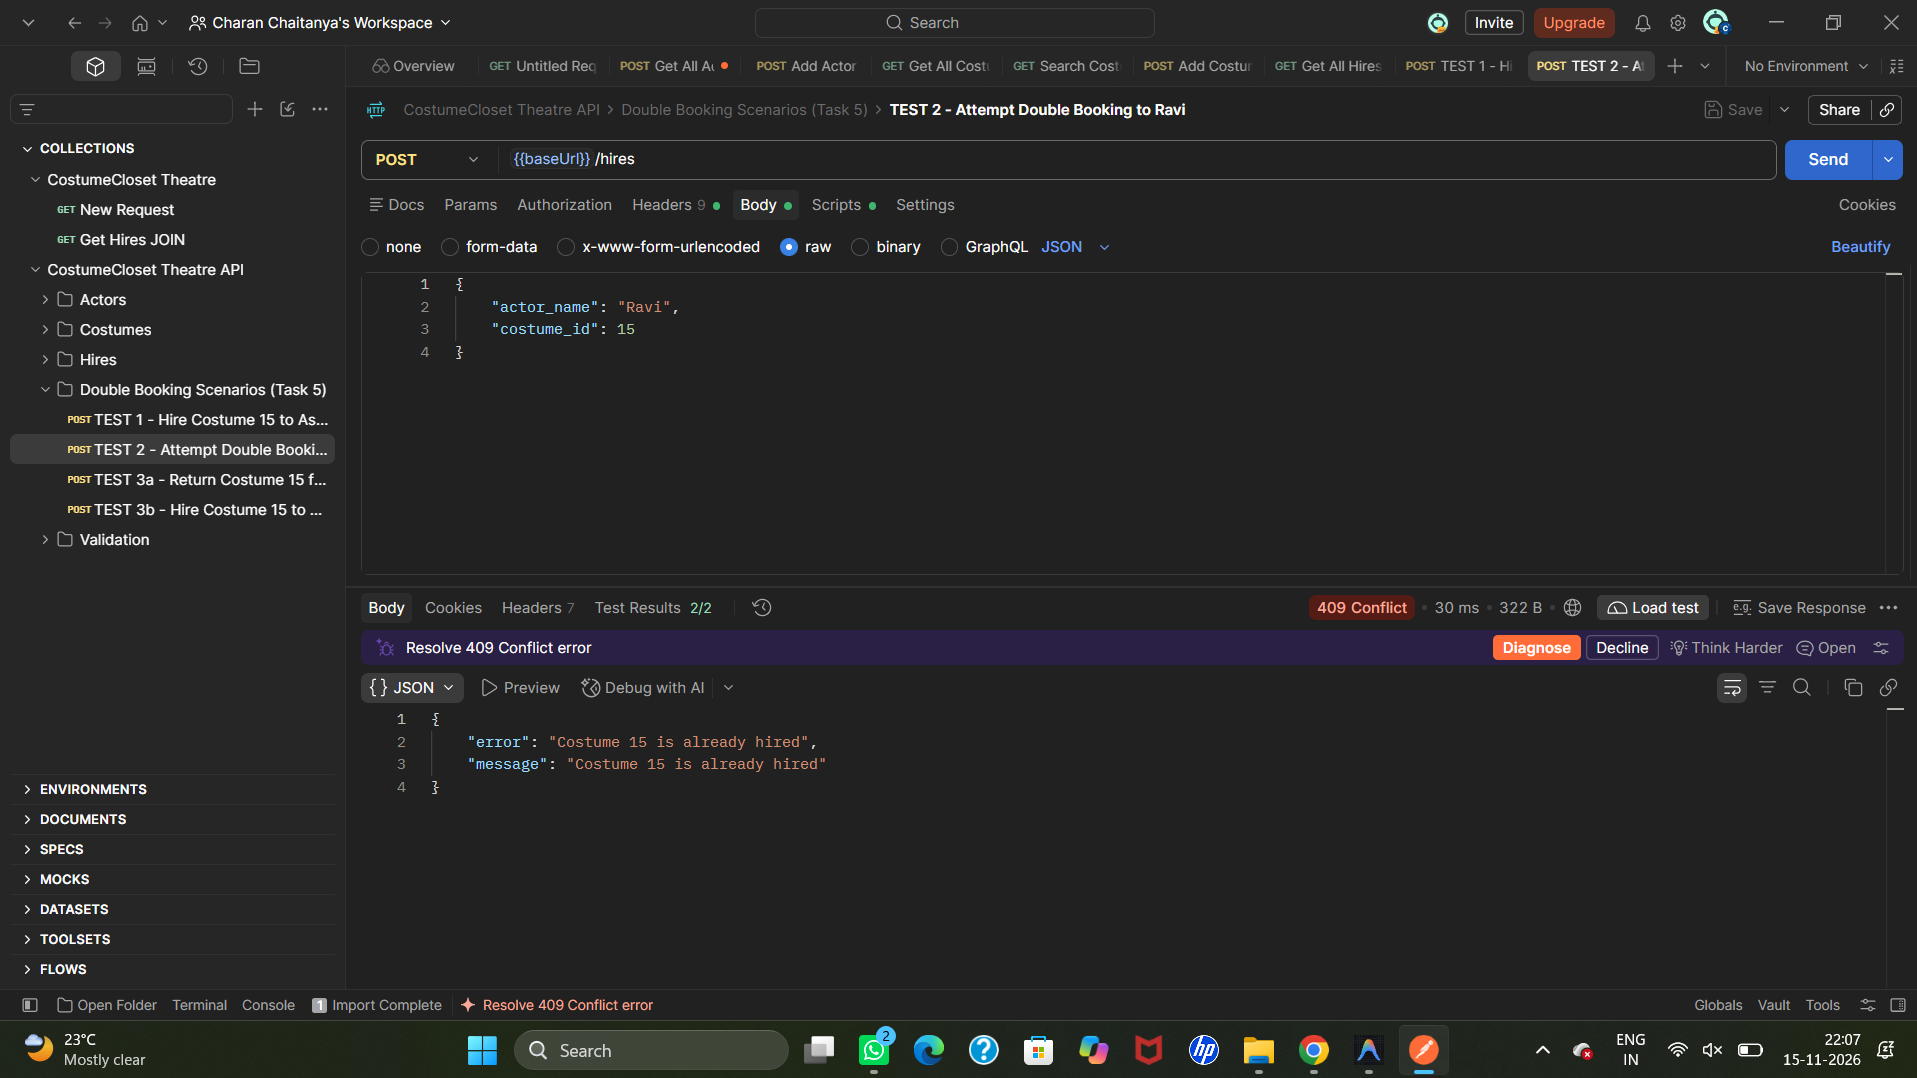 Charan Chaitanya's Workspace
Search
Invite
Upgrade
Overview
GET Untitled Req
POST Get All A
POST Add Actor
GET Get All Cost
GET Search Cost
POST Add Costur
GET Get All Hires
POST TEST 1 - H
POST TEST 2 - A
No Environment
CostumeCloset Theatre API > Double Booking Scenarios (Task 5) > TEST 2 - Attempt Double Booking to Ravi
Save
Share
COLLECTIONS
CostumeCloset Theatre
GET New Request
GET Get Hires JOIN
CostumeCloset Theatre API
Actors
Costumes
Hires
Double Booking Scenarios (Task 5)
POST TEST 1 - Hire Costume 15 to As...
POST TEST 2 - Attempt Double Booki...
POST TEST 3a - Return Costume 15 f...
POST TEST 3b - Hire Costume 15 to ...
Validation
ENVIRONMENTS
DOCUMENTS
SPECS
MOCKS
DATASETS
TOOLSETS
FLOWS
HTTP
POST
{{baseUrl}} /hires
Send
Docs Params Authorization Headers 9 Body Scripts Settings
Cookies
none form-data x-www-form-urlencoded raw binary GraphQL JSON
Beautify
1 {
2 "actor_name": "Ravi",
3 "costume_id": 15
4 }
Body Cookies Headers 7 Test Results 2/2
409 Conflict • 30 ms • 322 B
Load test
e.g. Save Response
Resolve 409 Conflict error
Diagnose
Decline
Think Harder
Open
{} JSON
Preview
Debug with AI
1 {
2 "error": "Costume 15 is already hired",
3 "message": "Costume 15 is already hired"
4 }
Open Folder Terminal Console 1 Import Complete Resolve 409 Conflict error
Globals Vault Tools
23°C
Mostly clear
Search
2
hp
ENG
IN
22:07
15-11-2026